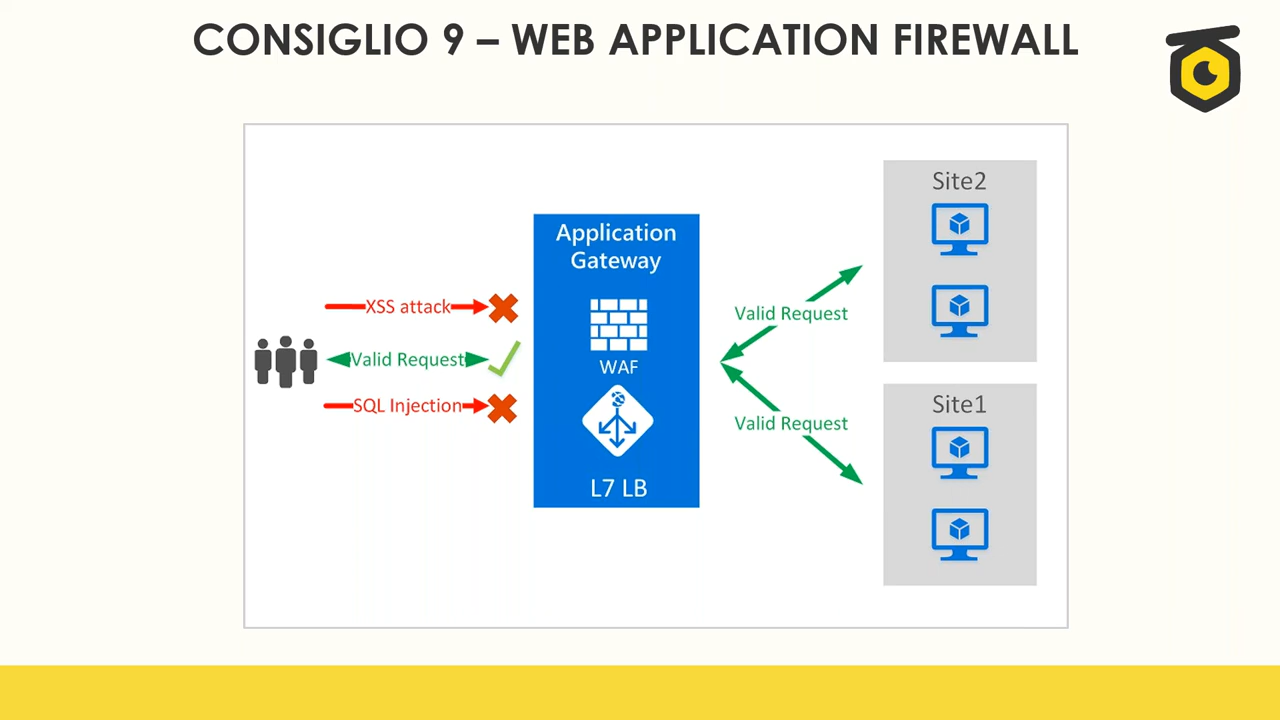 CONSIGLIO 9 – WEB APPLICATION FIREWALL
XSS attack
Valid Request
SQL Injection
Application
Gateway
WAF
L7 LB
Valid Request
Valid Request
Site2
Site1